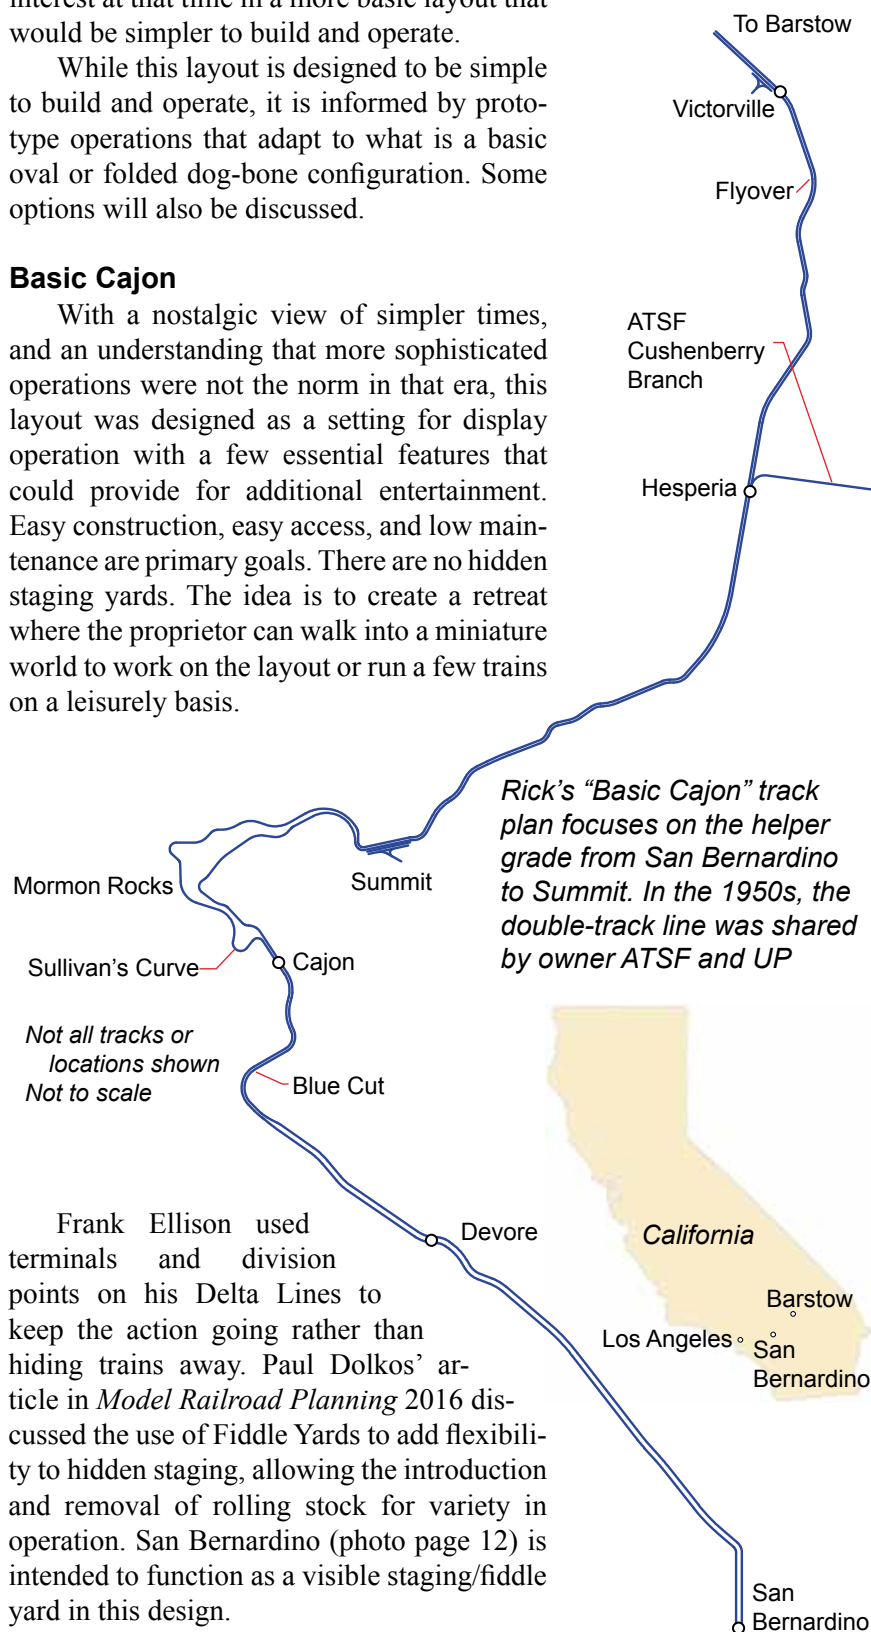 interest at that time in a more basic layout that
would be simpler to build and operate.
While this layout is designed to be simple
to build and operate, it is informed by proto-
type operations that adapt to what is a basic
oval or folded dog-bone configuration. Some
options will also be discussed.
Basic Cajon
With a nostalgic view of simpler times,
and an understanding that more sophisticated
operations were not the norm in that era, this
layout was designed as a setting for display
operation with a few essential features that
could provide for additional entertainment.
Easy construction, easy access, and low main-
tenance are primary goals. There are no hidden
staging yards. The idea is to create a retreat
where the proprietor can walk into a miniature
world to work on the layout or run a few trains
on a leisurely basis.
To Barstow
Victorville
Flyover
ATSF
Cushenberry
Branch
Hesperia
Rick's “Basic Cajon” track
plan focuses on the helper
grade from San Bernardino
to Summit. In the 1950s, the
double-track line was shared
by owner ATSF and UP
Summit
Mormon Rocks
Sullivan's Curve
Cajon
Not all tracks or
locations shown
Not to scale
Blue Cut
Devore
California
Barstow
Los Angeles
San
Bernardino
Frank Ellison used
terminals and division
points on his Delta Lines to
keep the action going rather than
hiding trains away. Paul Dolkos' ar-
ticle in Model Railroad Planning 2016 dis-
cussed the use of Fiddle Yards to add flexibili-
ty to hidden staging, allowing the introduction
and removal of rolling stock for variety in
operation. San Bernardino (photo page 12) is
intended to function as a visible staging/fiddle
yard in this design.
San
Bernardino